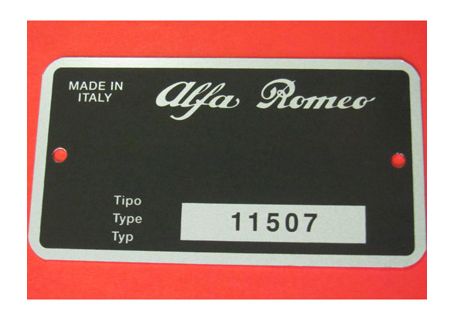 MADE IN
ITALY
Alfa Romeo
Tipo
Type
Typ
11507